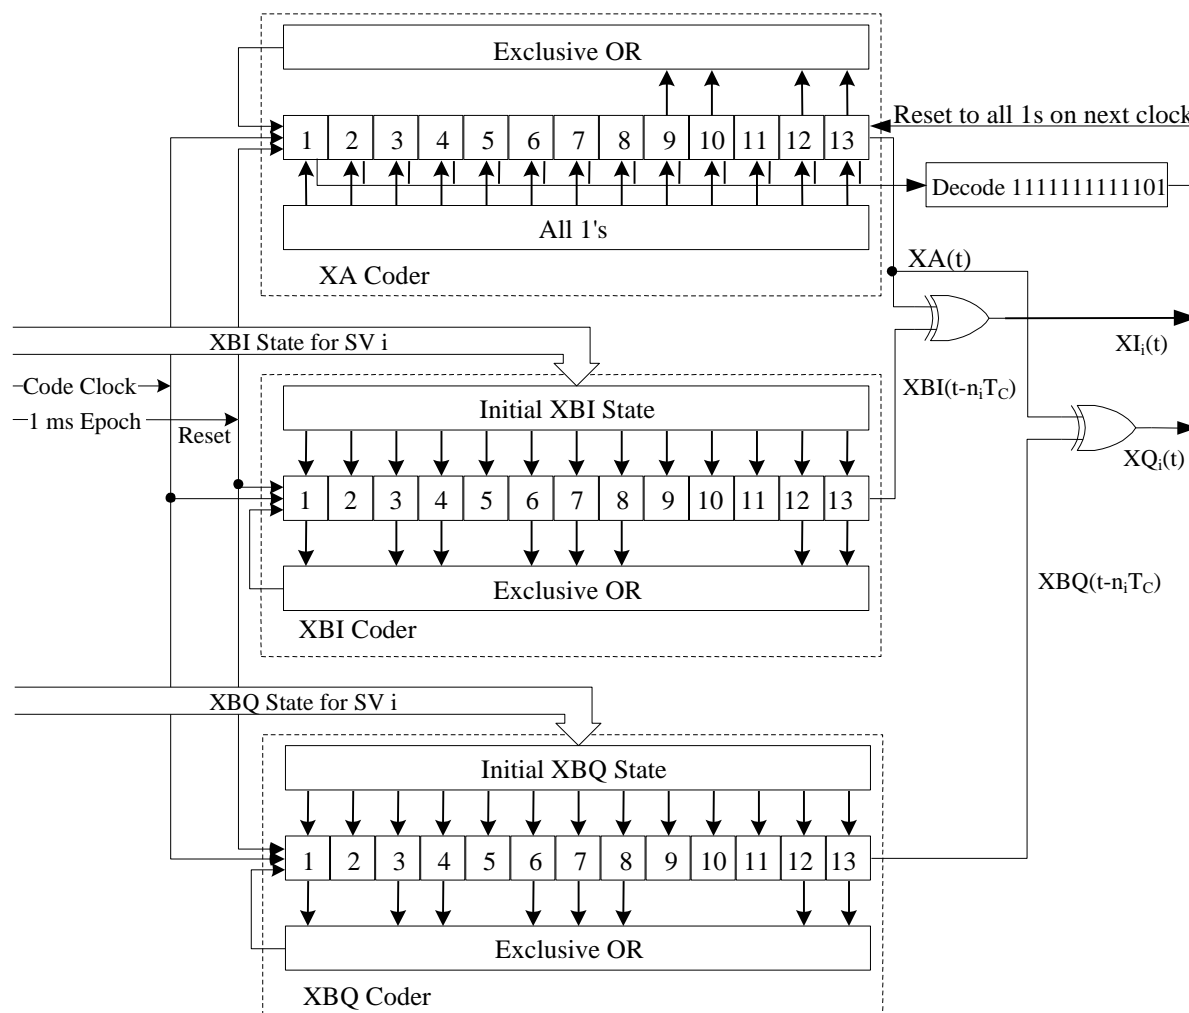 Exclusive OR
1 2 3 4 5 6 7 8 9 10 11 12 13
Reset to all 1s on next clock
Decode 1111111111101
All 1's
XA Coder
XA(t)
XBI State for SV i
XI_i(t)
Code Clock
1 ms Epoch
Reset
Initial XBI State
XBI(t-n_iT_C)
XQ_i(t)
1 2 3 4 5 6 7 8 9 10 11 12 13
Exclusive OR
XBQ(t-n_iT_C)
XBI Coder
XBQ State for SV i
Initial XBQ State
1 2 3 4 5 6 7 8 9 10 11 12 13
Exclusive OR
XBQ Coder